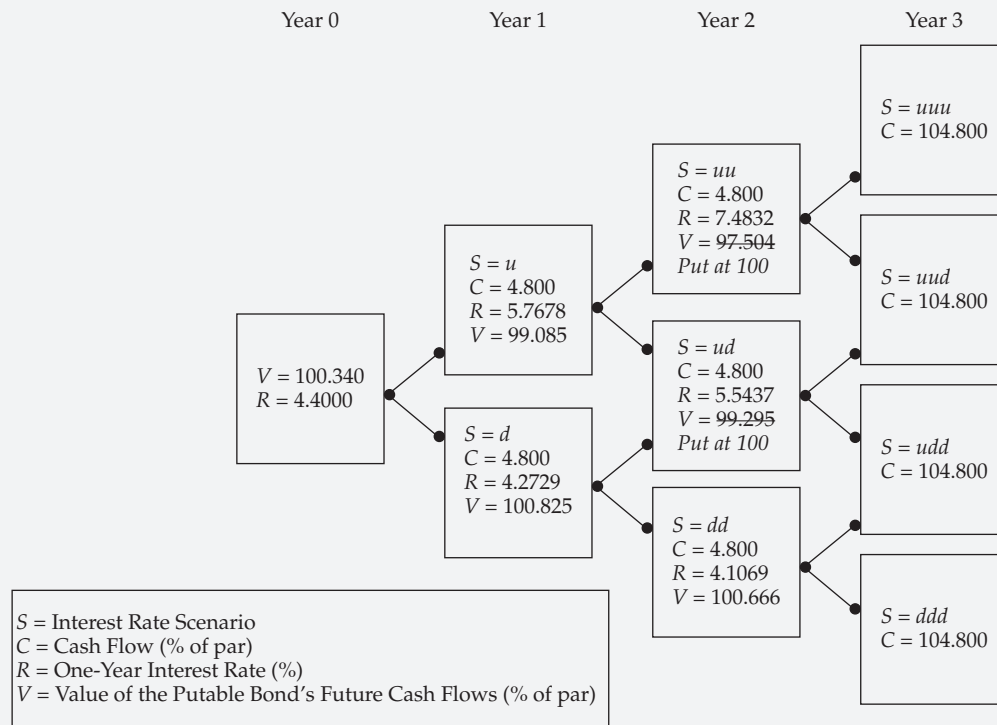 Year 0
Year 1
Year 2
Year 3
V = 100.340
R = 4.4000
S = u
C = 4.800
R = 5.7678
V = 99.085
S = d
C = 4.800
R = 4.2729
V = 100.825
S = uu
C = 4.800
R = 7.4832
V = 97.504
Put at 100
S = ud
C = 4.800
R = 5.5437
V = 99.295
Put at 100
S = dd
C = 4.800
R = 4.1069
V = 100.666
S = uuu
C = 104.800
S = uud
C = 104.800
S = udd
C = 104.800
S = ddd
C = 104.800
S = Interest Rate Scenario
C = Cash Flow (% of par)
R = One-Year Interest Rate (%)
V = Value of the Putable Bond's Future Cash Flows (% of par)